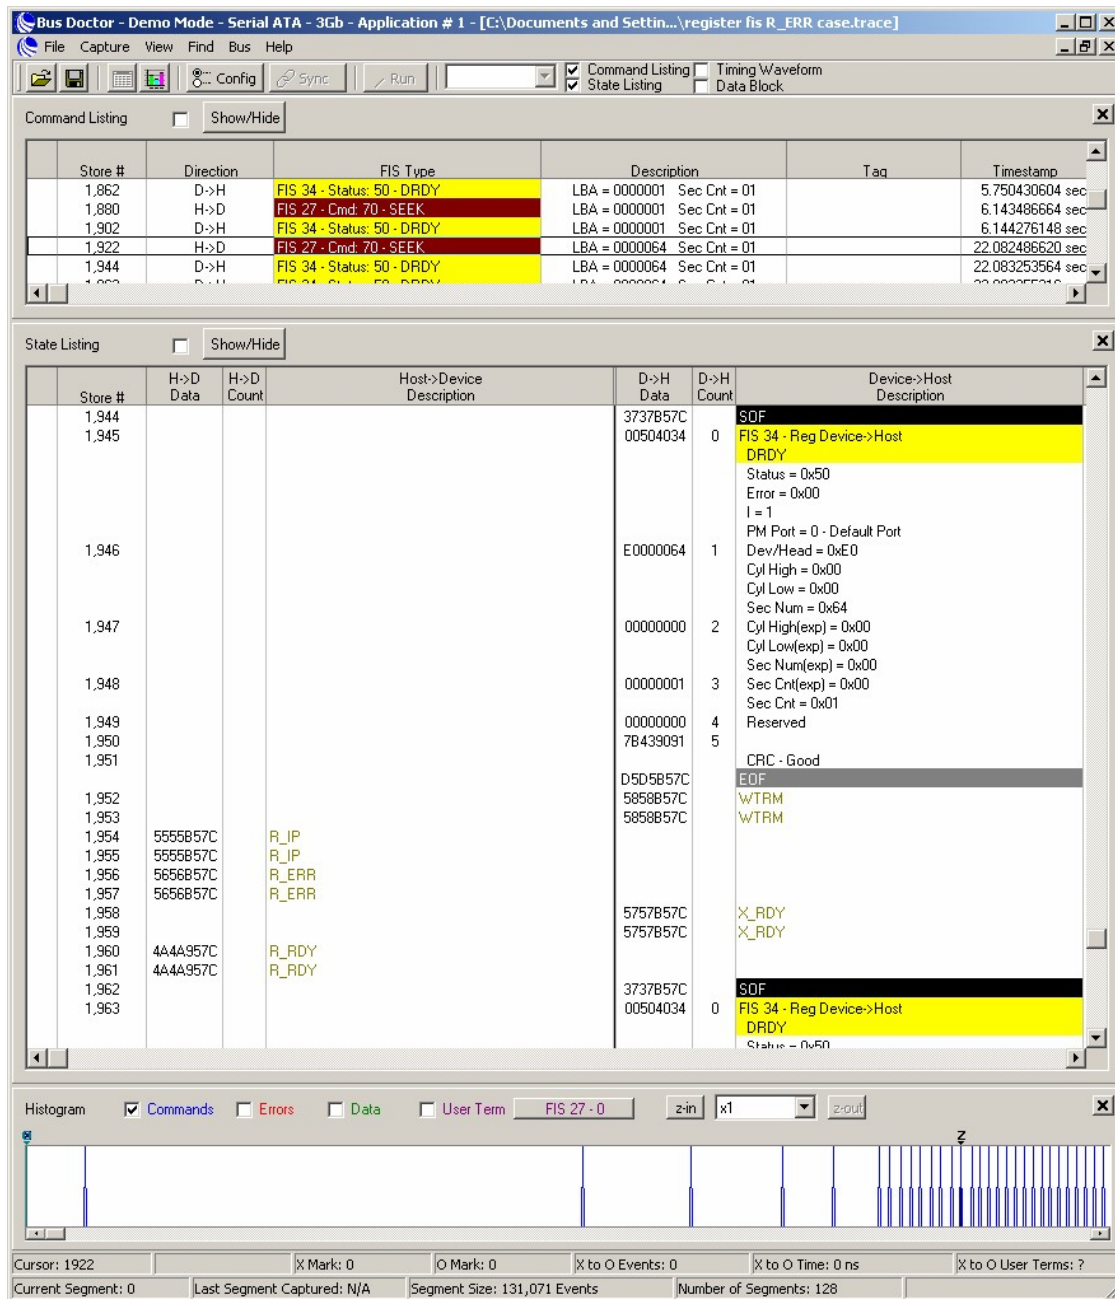 Bus Doctor - Demo Mode - Serial ATA - 3Gb - Application # 1 - [C:\Documents and Settin...\register fis R_ERR case.trace]
File Capture View Find Bus Help
Config Sync Run Command Listing Timing Waveform
State Listing Data Block
Command Listing Show/Hide
Store # Direction FIS Type Description Tag Timestamp
1,862 D->H FIS 34 - Status: 50 - DRDY LBA = 0000001 Sec Cnt = 01 5.750430604 sec
1,880 H->D FIS 27 - Cmd: 70 - SEEK LBA = 0000001 Sec Cnt = 01 6.143486664 sec
1,902 D->H FIS 34 - Status: 50 - DRDY LBA = 0000001 Sec Cnt = 01 6.144276148 sec
1,922 H->D FIS 27 - Cmd: 70 - SEEK LBA = 0000064 Sec Cnt = 01 22.082486620 sec
1,944 D->H FIS 34 - Status: 50 - DRDY LBA = 0000064 Sec Cnt = 01 22.083253564 sec
State Listing Show/Hide
H->D H->D Host->Device D->H D->H Device->Host
Store # Data Count Description Data Count Description
1,944 3737B57C SOF
1,945 00504034 0 FIS 34 - Reg Device->Host
DRDY
Status = 0x50
Error = 0x00
I = 1
PM Port = 0 - Default Port
1,946 E0000064 1 Dev/Head = 0xE0
Cyl High = 0x00
Cyl Low = 0x00
Sec Num = 0x64
1,947 00000000 2 Cyl High(exp) = 0x00
Cyl Low(exp) = 0x00
Sec Num(exp) = 0x00
1,948 00000001 3 Sec Cnt(exp) = 0x00
Sec Cnt = 0x01
1,949 00000000 4 Reserved
1,950 7B439091 5
1,951 CRC - Good
D5D5B57C EOF
1,952 5858B57C WTRM
1,953 5858B57C WTRM
1,954 5555B57C R_IP
1,955 5555B57C R_IP
1,956 5656B57C R_ERR
1,957 5656B57C R_ERR
1,958 5757B57C X_RDY
1,959 5757B57C X_RDY
1,960 4A4A957C R_RDY
1,961 4A4A957C R_RDY
1,962 3737B57C SOF
1,963 00504034 0 FIS 34 - Reg Device->Host
DRDY
Status = 0x50
Histogram Commands Errors Data User Term FIS 27 - 0 z-in x1 z-out
Z
Cursor: 1922 X Mark: 0 O Mark: 0 X to O Events: 0 X to O Time: 0 ns X to O User Terms: ?
Current Segment: 0 Last Segment Captured: N/A Segment Size: 131,071 Events Number of Segments: 128